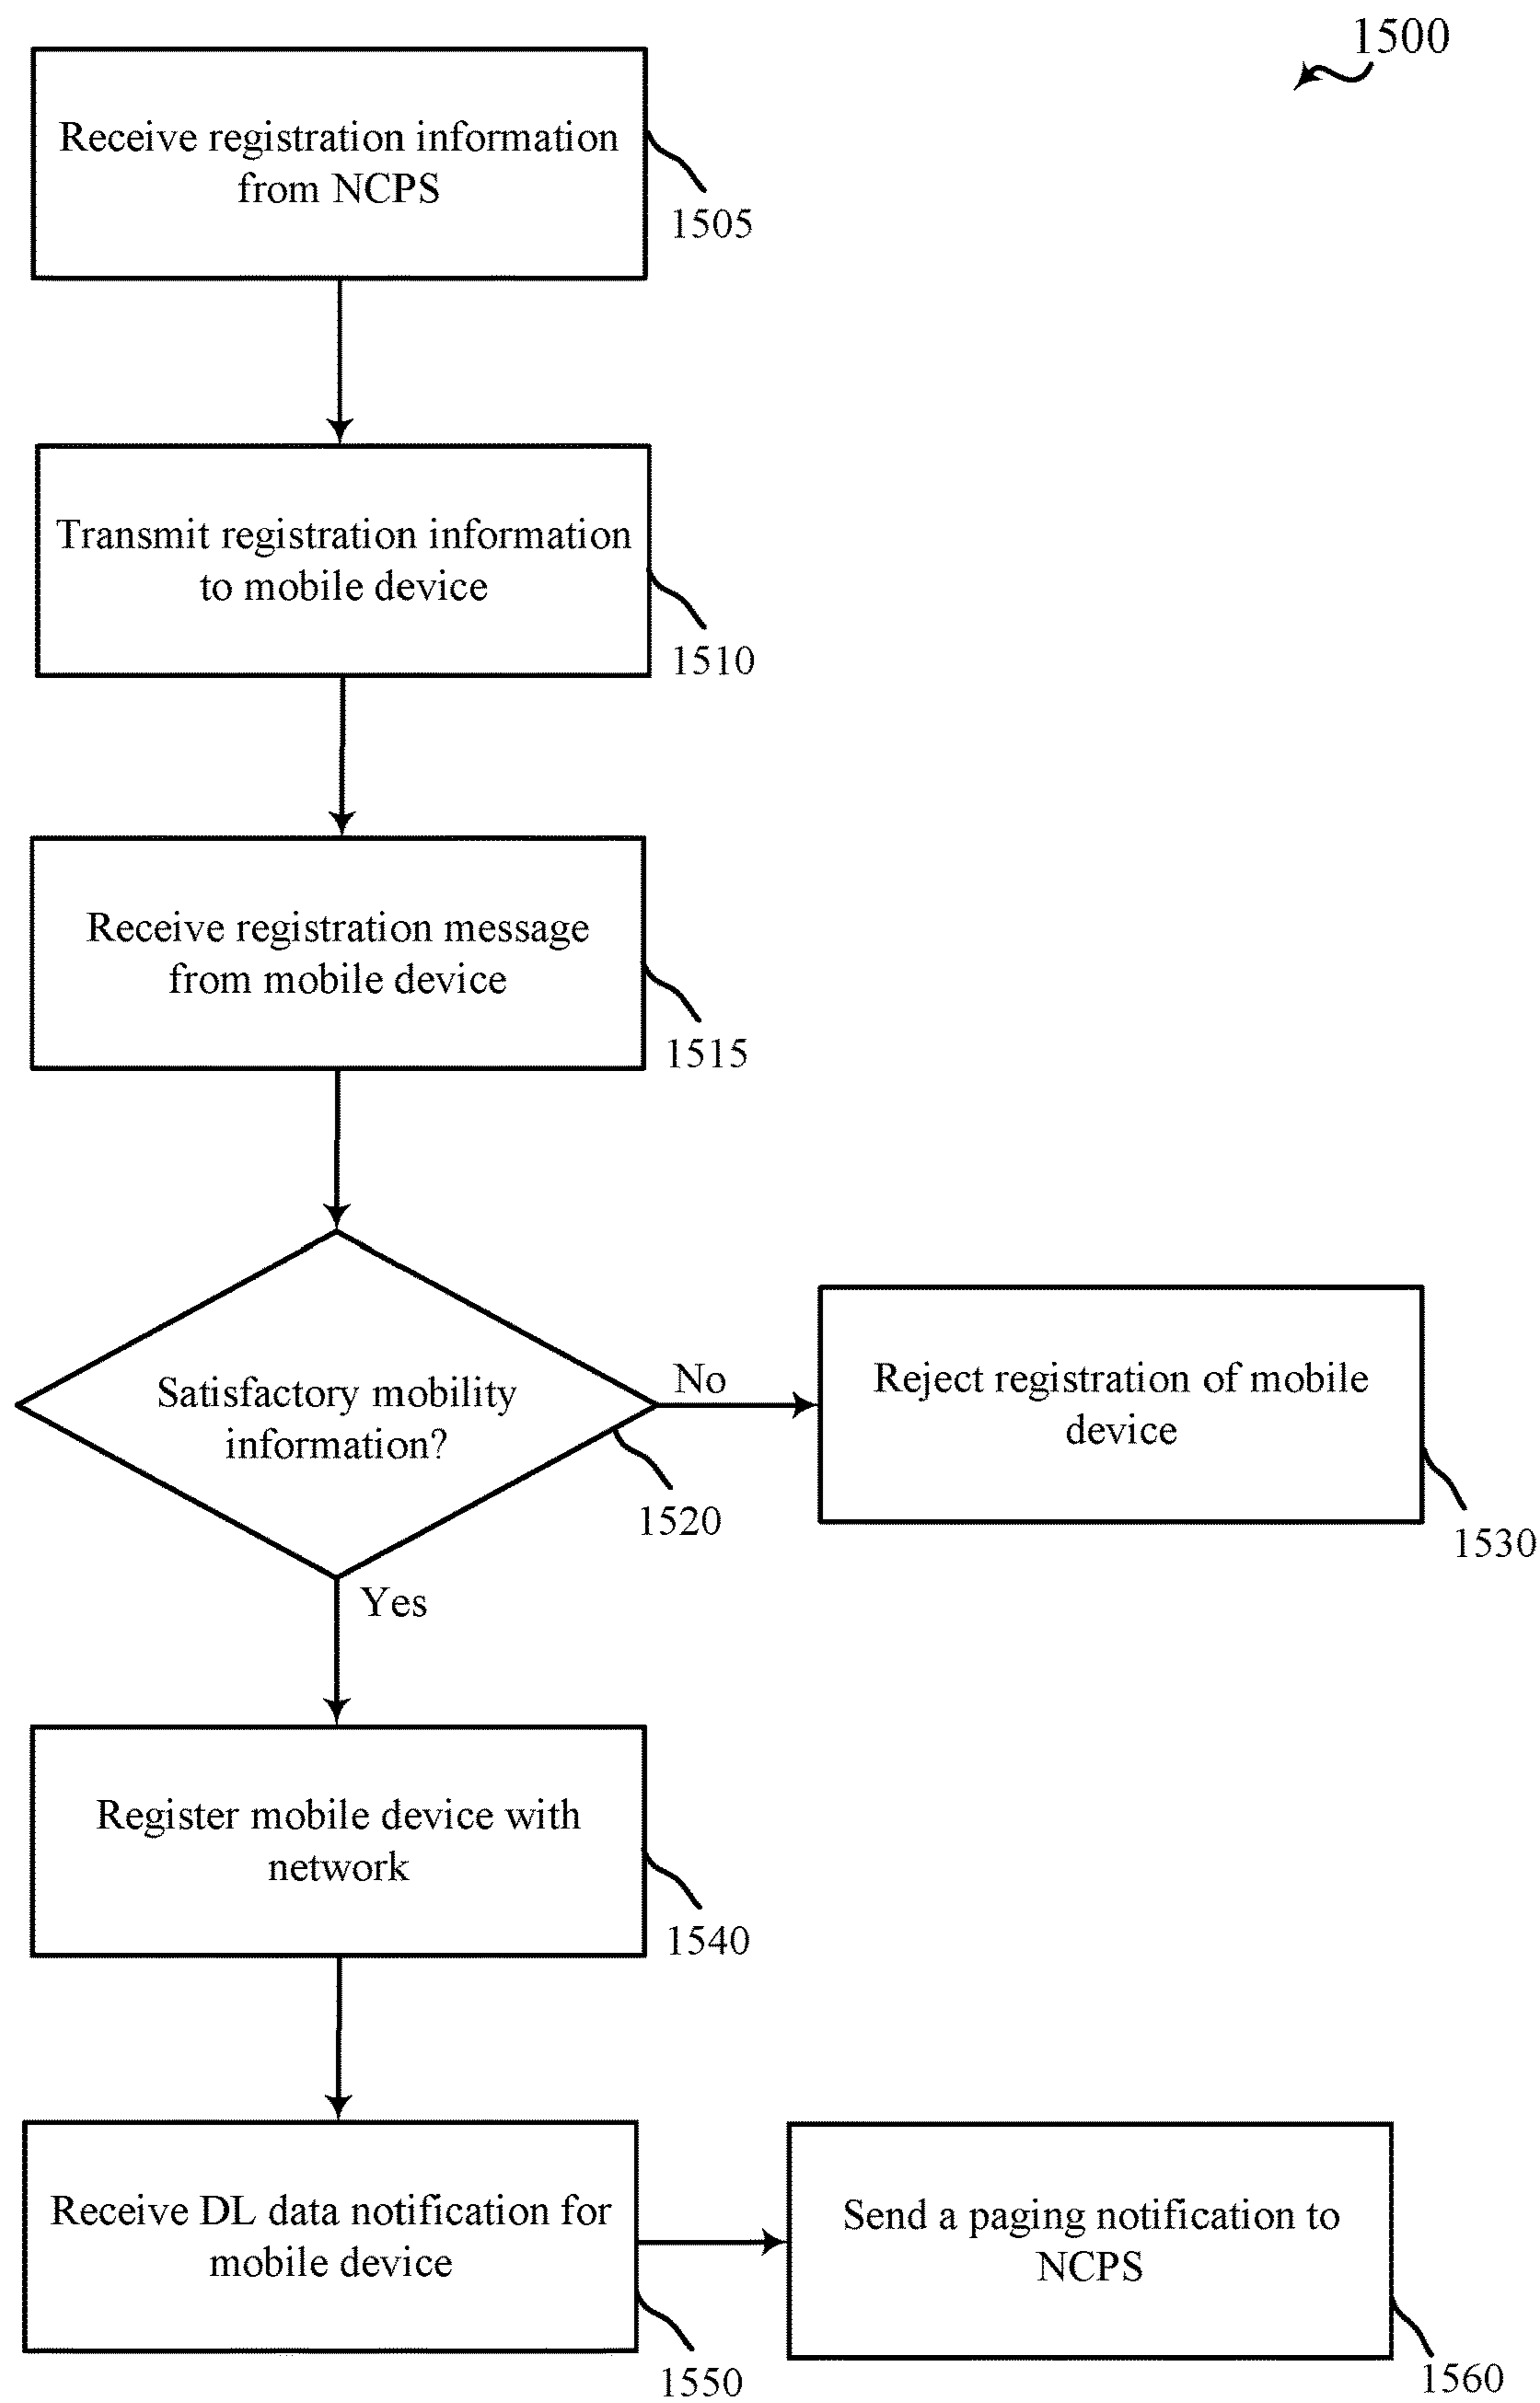 1500
Receive registration information
from NCPS
1505
Transmit registration information
to mobile device
1510
Receive registration message
from mobile device
1515
Satisfactory mobility
information?
1520
No
Reject registration of mobile
device
1530
Yes
Register mobile device with
network
1540
Receive DL data notification for
mobile device
1550
Send a paging notification to
NCPS
1560